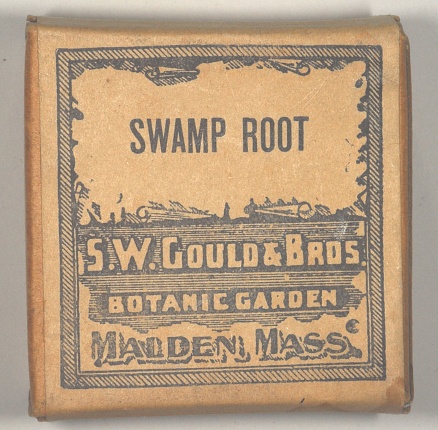 SWAMP ROOT
S.W. GOULD & BROS.
BOTANIC GARDEN
MALDEN, MASS.